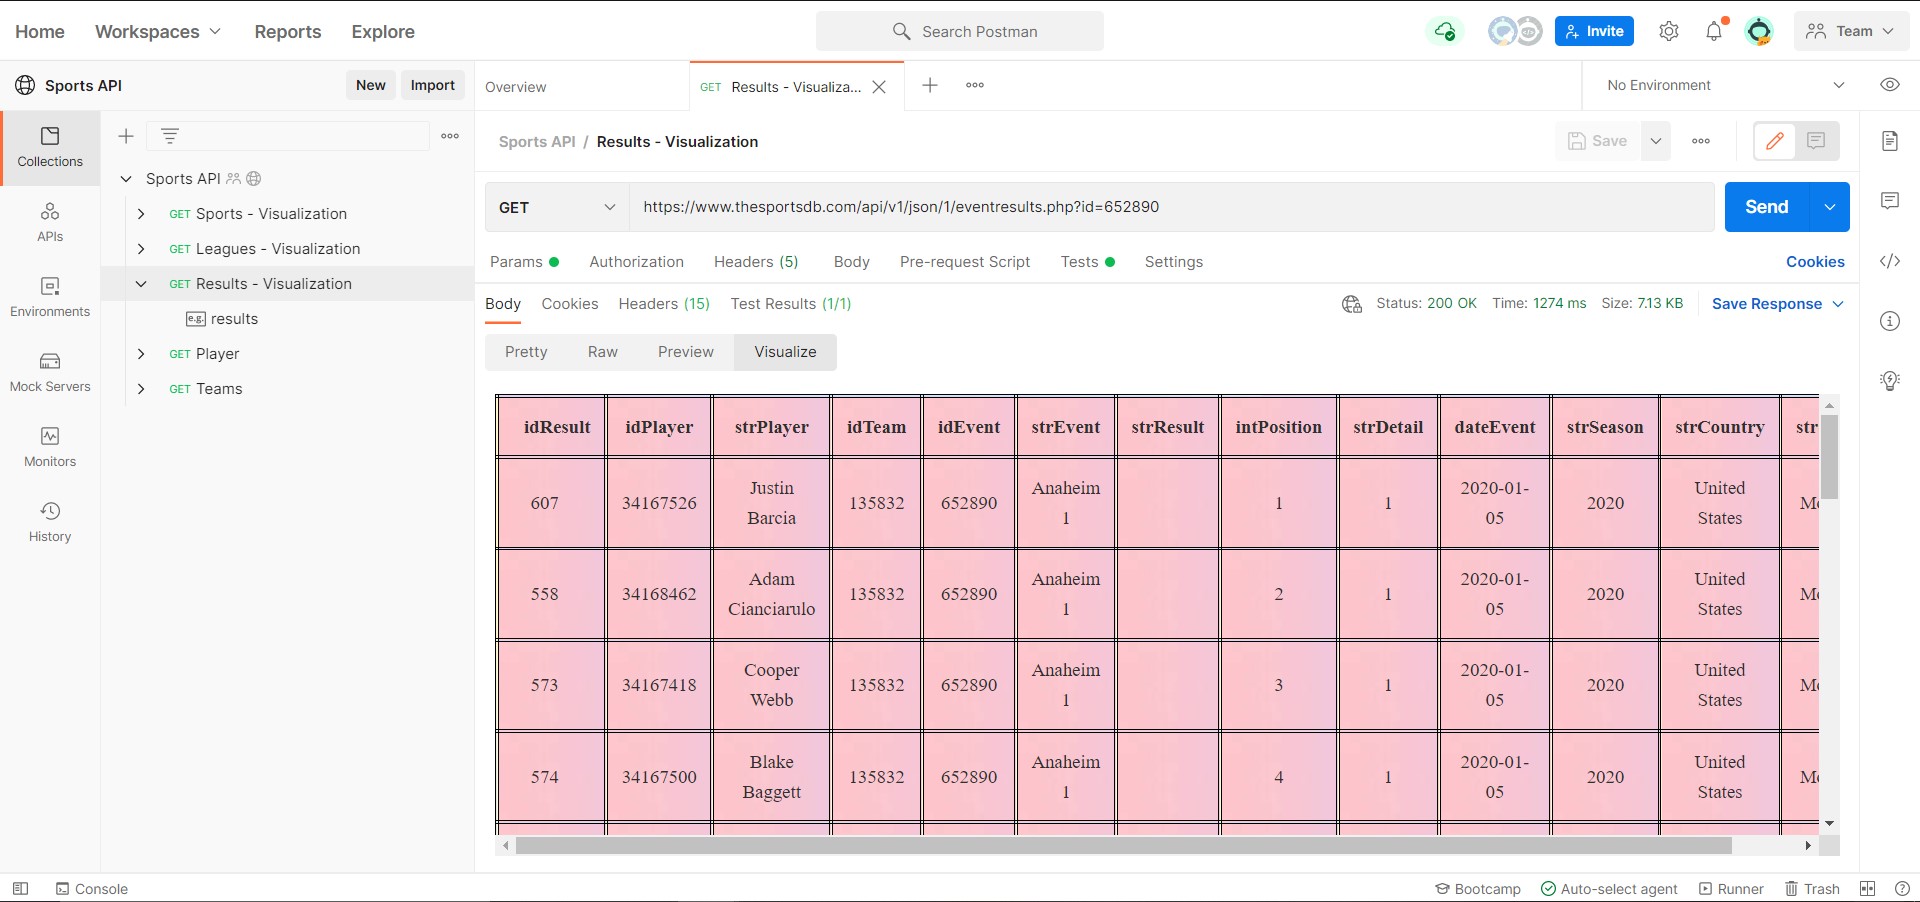 Home Workspaces Reports Explore Search Postman Invite Team
Sports API New Import Overview GET Results - Visualiza... No Environment
Collections
APIs
Environments
Mock Servers
Monitors
History
Sports API
GET Sports - Visualization
GET Leagues - Visualization
GET Results - Visualization
e.g. results
GET Player
GET Teams
Sports API / Results - Visualization Save
GET https://www.thesportsdb.com/api/v1/json/1/eventresults.php?id=652890 Send
Params Authorization Headers (5) Body Pre-request Script Tests Settings Cookies
Body Cookies Headers (15) Test Results (1/1) Status: 200 OK Time: 1274 ms Size: 7.13 KB Save Response
Pretty Raw Preview Visualize
idResult idPlayer strPlayer idTeam idEvent strEvent strResult intPosition strDetail dateEvent strSeason strCountry str
607 34167526 Justin Barcia 135832 652890 Anaheim 1 1 1 2020-01-05 2020 United States
558 34168462 Adam Cianciarulo 135832 652890 Anaheim 1 2 1 2020-01-05 2020 United States
573 34167418 Cooper Webb 135832 652890 Anaheim 1 3 1 2020-01-05 2020 United States
574 34167500 Blake Baggett 135832 652890 Anaheim 1 4 1 2020-01-05 2020 United States
Console Bootcamp Auto-select agent Runner Trash